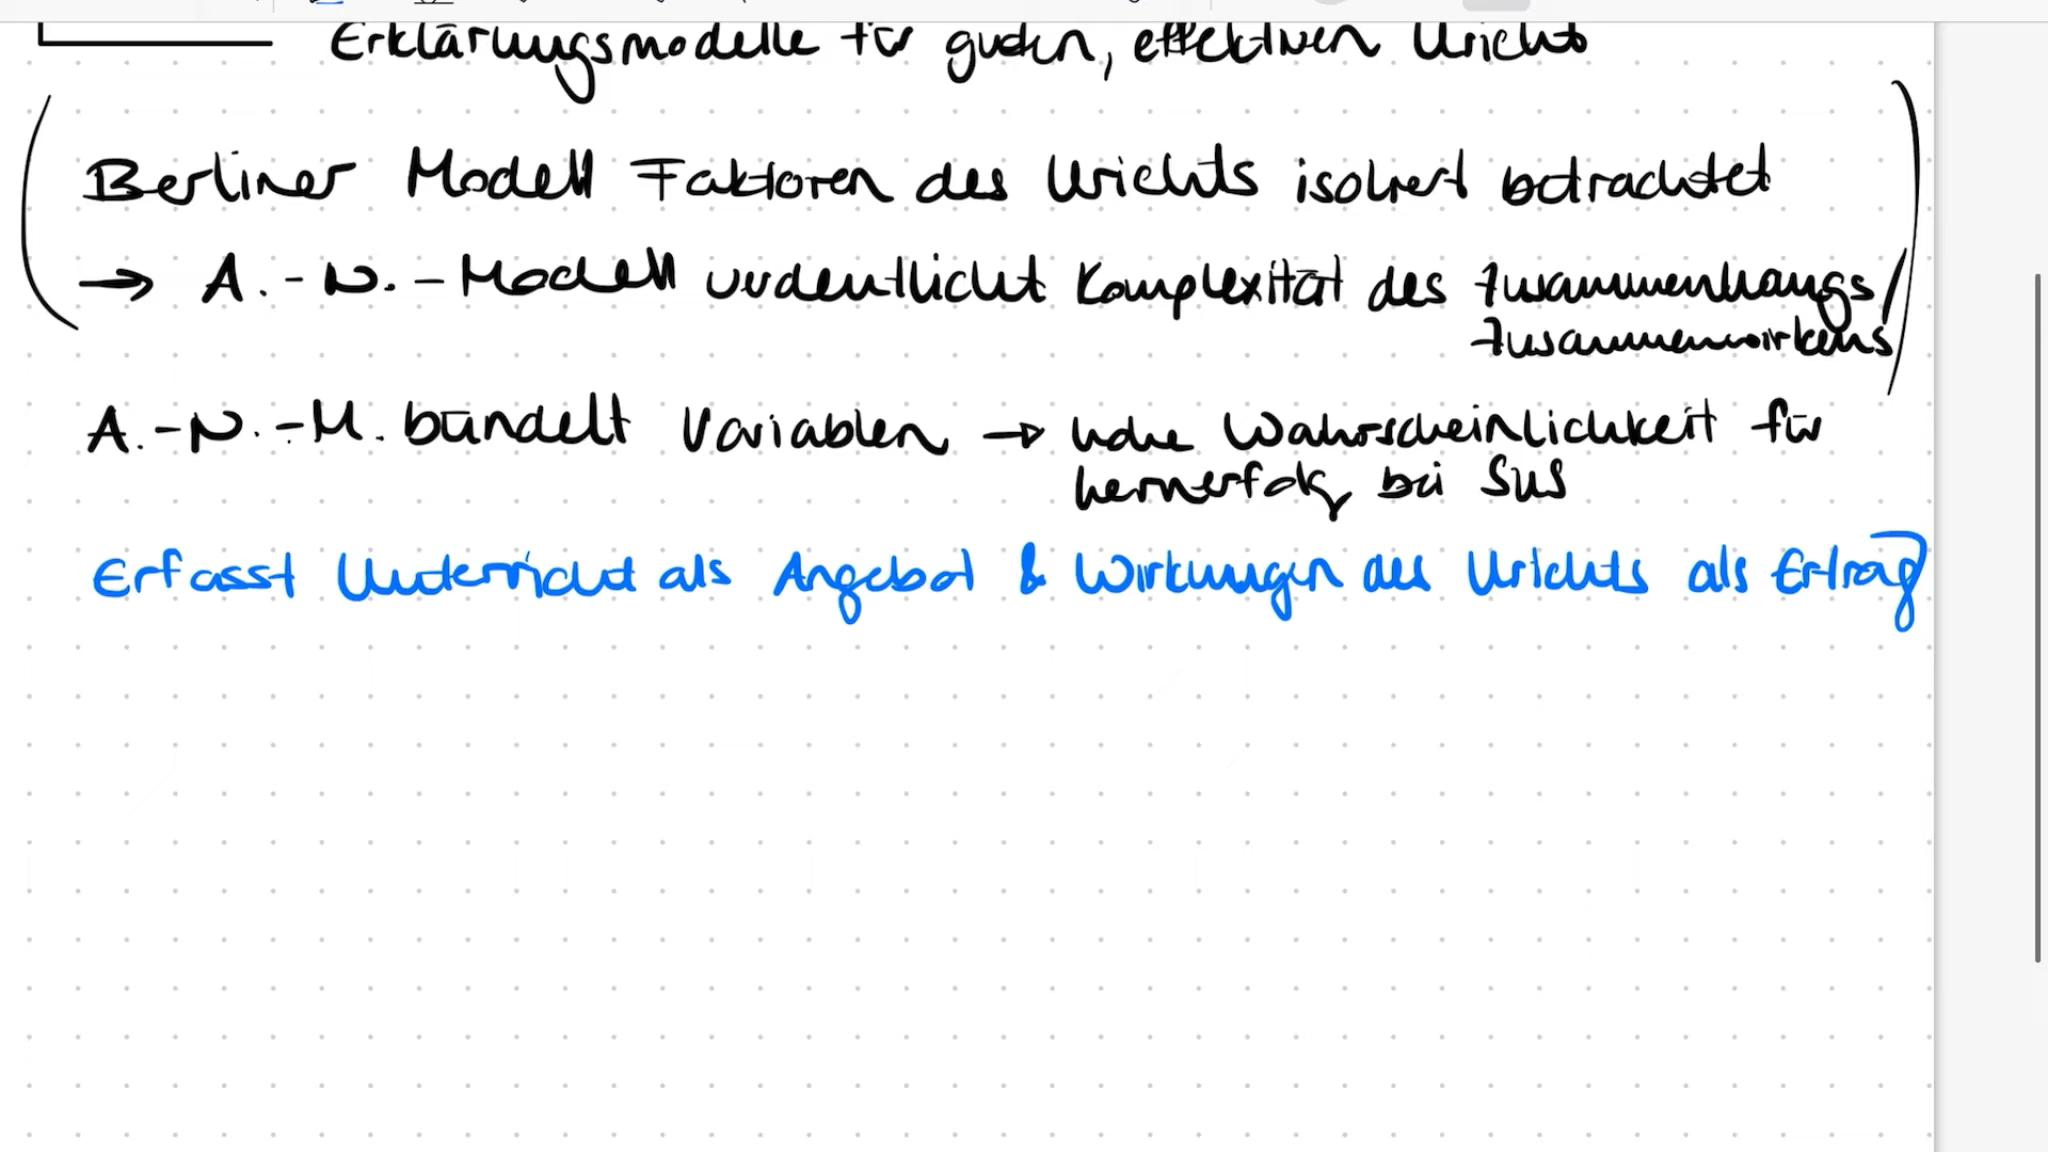 Erklärungsmodelle für guten, effektiven Uricht
Berliner Modell Faktoren des Urichts isoliert betrachtet
→ A.-N.-Modell verdeutlicht Komplexität des Zusammenhangs/
Zusammenwirkens
A.-N.-M. bündelt Variablen → hohe Wahrscheinlichkeit für
Lernerfolg bei SuS
Erfasst Unterricht als Angebot & Wirkungen des Urichts als Ertrag